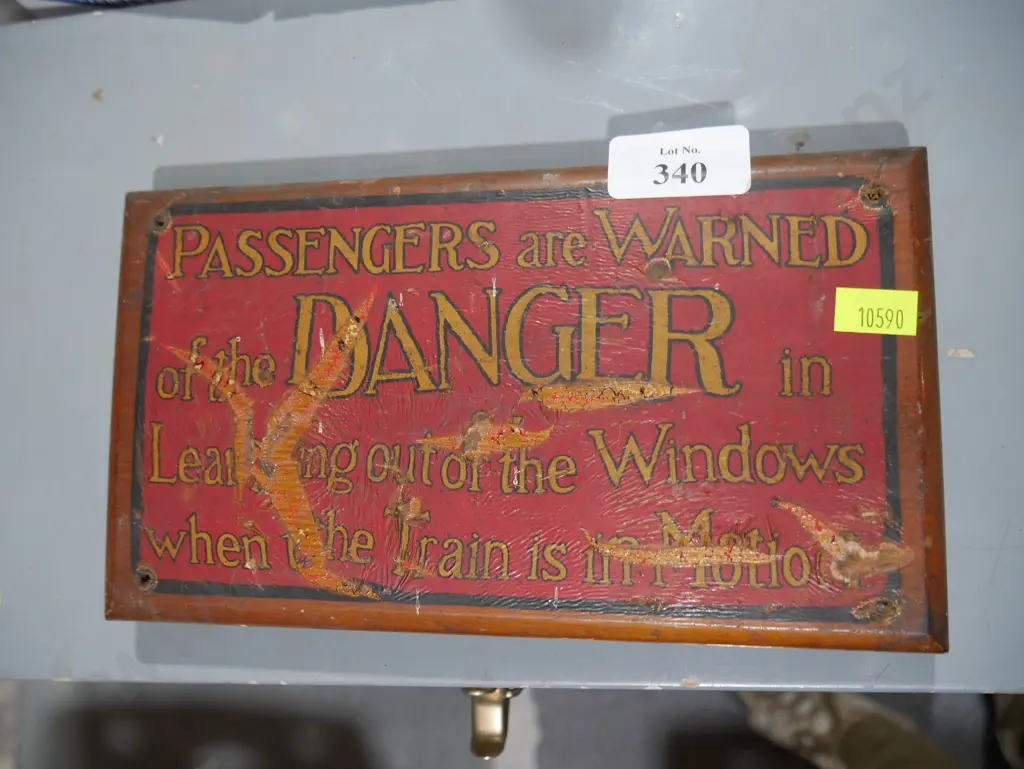 Lot No.
340
PASSENGERS are WARNED
10590
of the DANGER in
Leaning out of the Windows
when the Train is in Motion